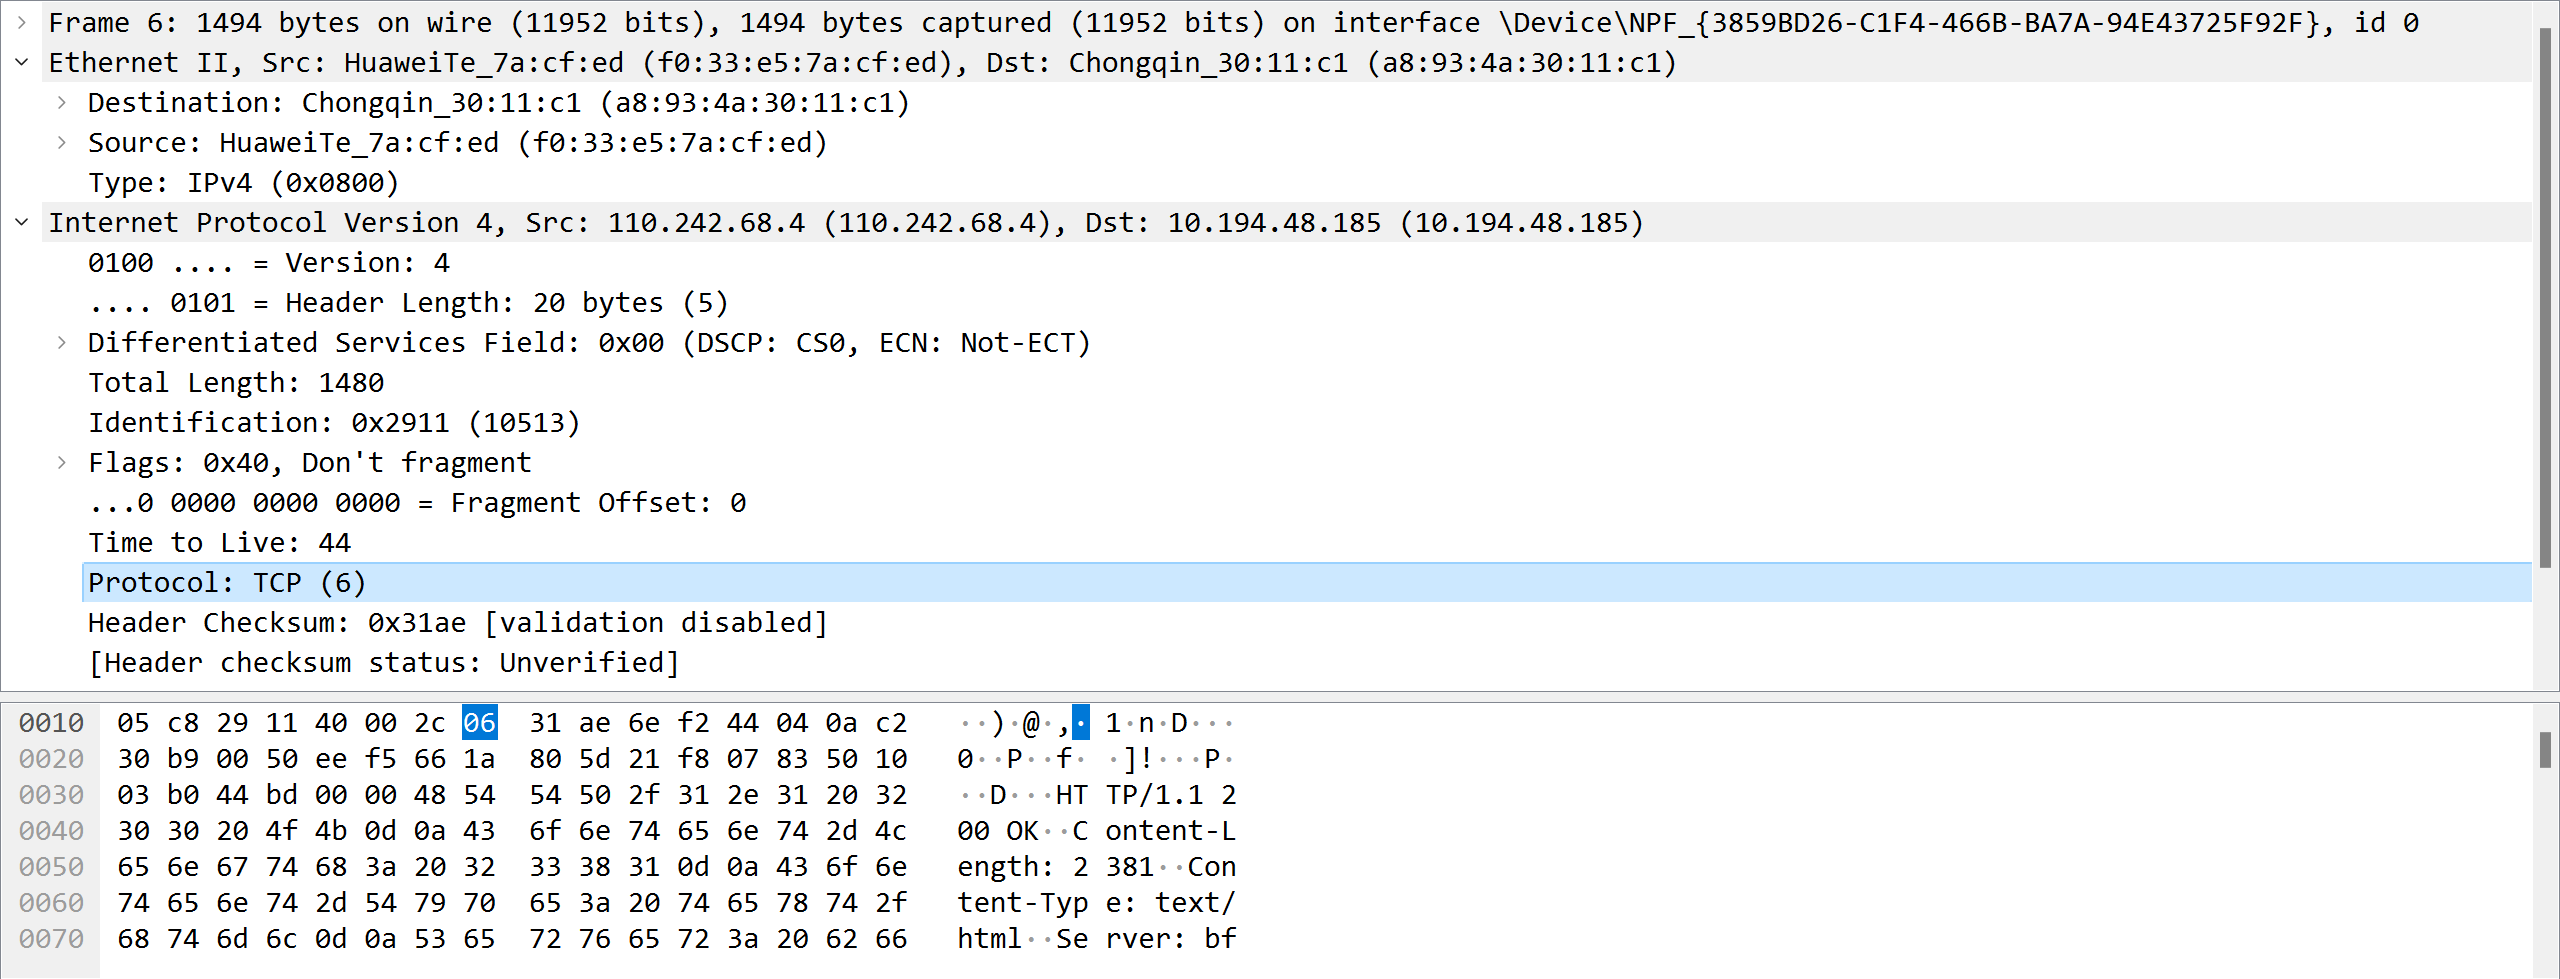 Frame 6: 1494 bytes on wire (11952 bits), 1494 bytes captured (11952 bits) on interface \Device\NPF_{3859BD26-C1F4-466B-BA7A-94E43725F92F}, id 0
Ethernet II, Src: HuaweiTe_7a:cf:ed (f0:33:e5:7a:cf:ed), Dst: Chongqin_30:11:c1 (a8:93:4a:30:11:c1)
Destination: Chongqin_30:11:c1 (a8:93:4a:30:11:c1)
Source: HuaweiTe_7a:cf:ed (f0:33:e5:7a:cf:ed)
Type: IPv4 (0x0800)
Internet Protocol Version 4, Src: 110.242.68.4 (110.242.68.4), Dst: 10.194.48.185 (10.194.48.185)
0100 .... = Version: 4
.... 0101 = Header Length: 20 bytes (5)
Differentiated Services Field: 0x00 (DSCP: CS0, ECN: Not-ECT)
Total Length: 1480
Identification: 0x2911 (10513)
Flags: 0x40, Don't fragment
...0 0000 0000 0000 = Fragment Offset: 0
Time to Live: 44
Protocol: TCP (6)
Header Checksum: 0x31ae [validation disabled]
[Header checksum status: Unverified]
0010 05 c8 29 11 40 00 2c 06 31 ae 6e f2 44 04 0a c2 ··)·@·,· 1·n·D···
0020 30 b9 00 50 ee f5 66 1a 80 5d 21 f8 07 83 50 10 0··P··f· ·]!···P·
0030 03 b0 44 bd 00 00 48 54 54 50 2f 31 2e 31 20 32 ··D···HT TP/1.1 2
0040 30 30 20 4f 4b 0d 0a 43 6f 6e 74 65 6e 74 2d 4c 00 OK··C ontent-L
0050 65 6e 67 74 68 3a 20 32 33 38 31 0d 0a 43 6f 6e ength: 2 381··Con
0060 74 65 6e 74 2d 54 79 70 65 3a 20 74 65 78 74 2f tent-Typ e: text/
0070 68 74 6d 6c 0d 0a 53 65 72 76 65 72 3a 20 62 66 html··Se rver: bf